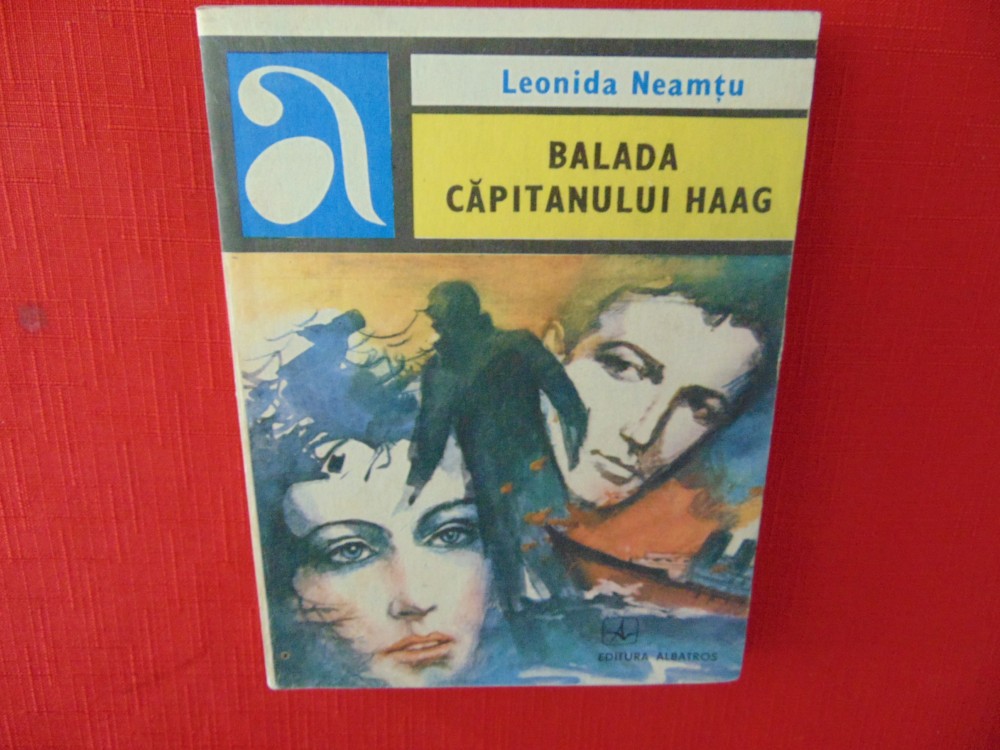 a
Leonida Neamțu
BALADA
CĂPITANULUI HAAG
EDITURA ALBATROS